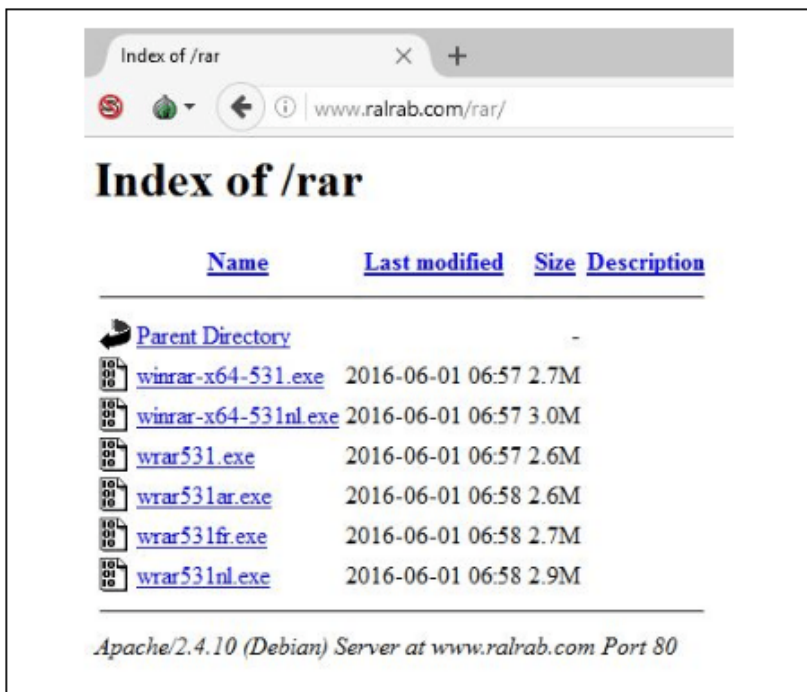 Index of /rar
www.ralrab.com/rar/
Index of /rar
Name Last modified Size Description
Parent Directory -
winrar-x64-531.exe 2016-06-01 06:57 2.7M
winrar-x64-531nl.exe 2016-06-01 06:57 3.0M
wrar531.exe 2016-06-01 06:57 2.6M
wrar531ar.exe 2016-06-01 06:58 2.6M
wrar531fr.exe 2016-06-01 06:58 2.7M
wrar531nl.exe 2016-06-01 06:58 2.9M
Apache/2.4.10 (Debian) Server at www.ralrab.com Port 80